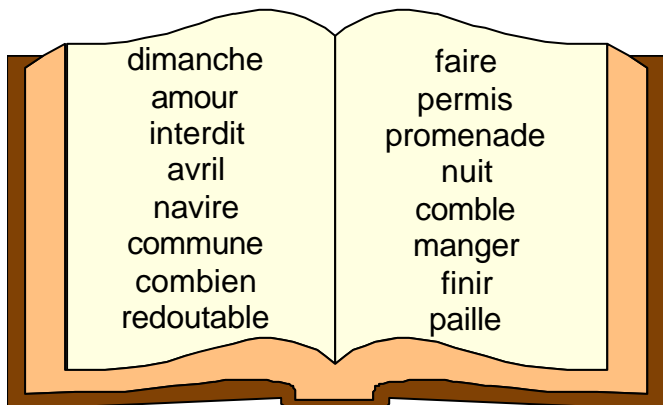 dimanche
amour
interdit
avril
navire
commune
combien
redoutable
faire
permis
promenade
nuit
comble
manger
finir
paille